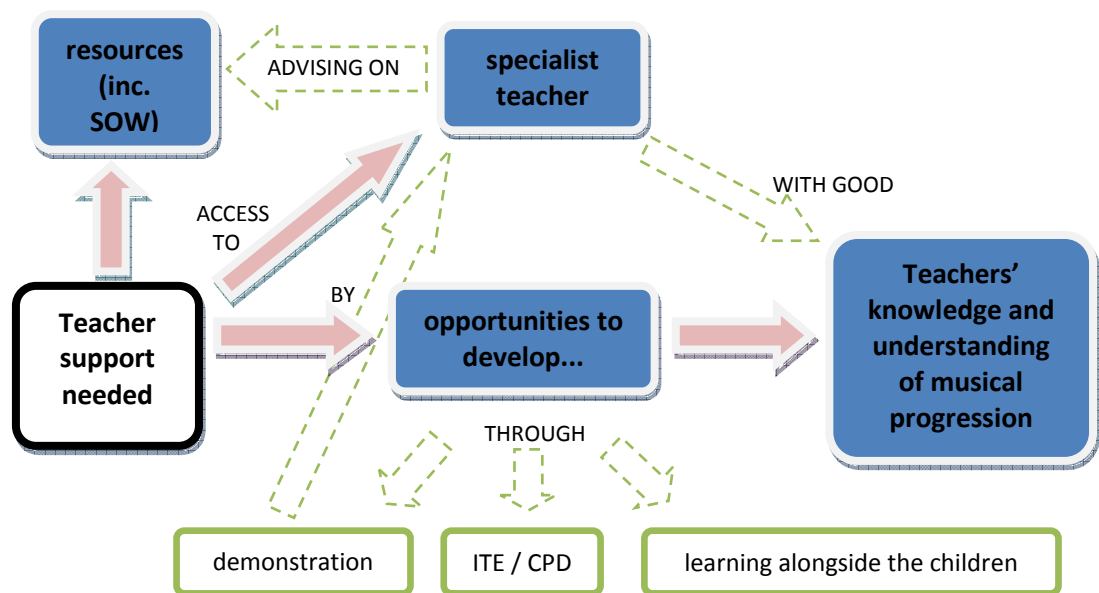 resources
(inc.
SOW)
ADVISING ON
specialist
teacher
WITH GOOD
ACCESS
TO
Teacher
support
needed
BY
opportunities to
develop...
Teachers’
knowledge and
understanding
of musical
progression
THROUGH
demonstration
ITE / CPD
learning alongside the children